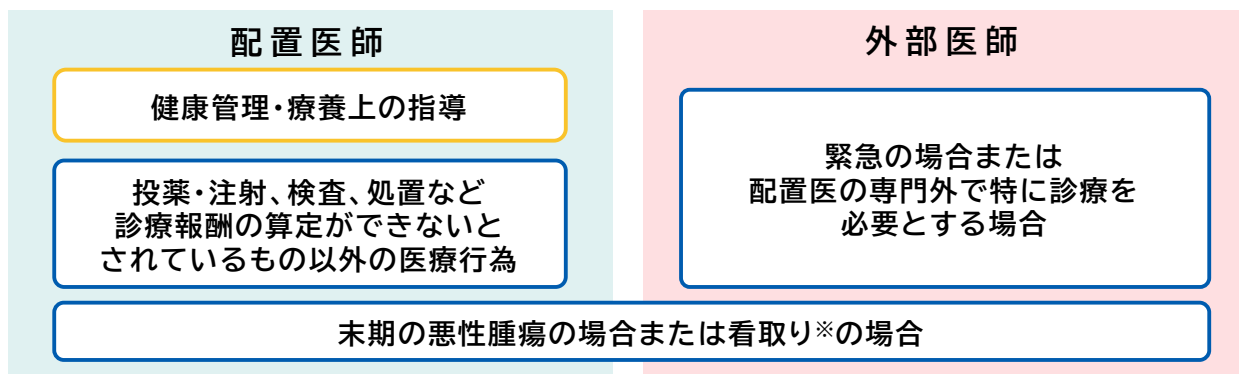 配置医師
健康管理・療養上の指導
投薬・注射、検査、処置など
診療報酬の算定ができないと
されているもの以外の医療行為
外部医師
緊急の場合または
配置医の専門外で特に診療を
必要とする場合
末期の悪性腫瘍の場合または看取り※の場合